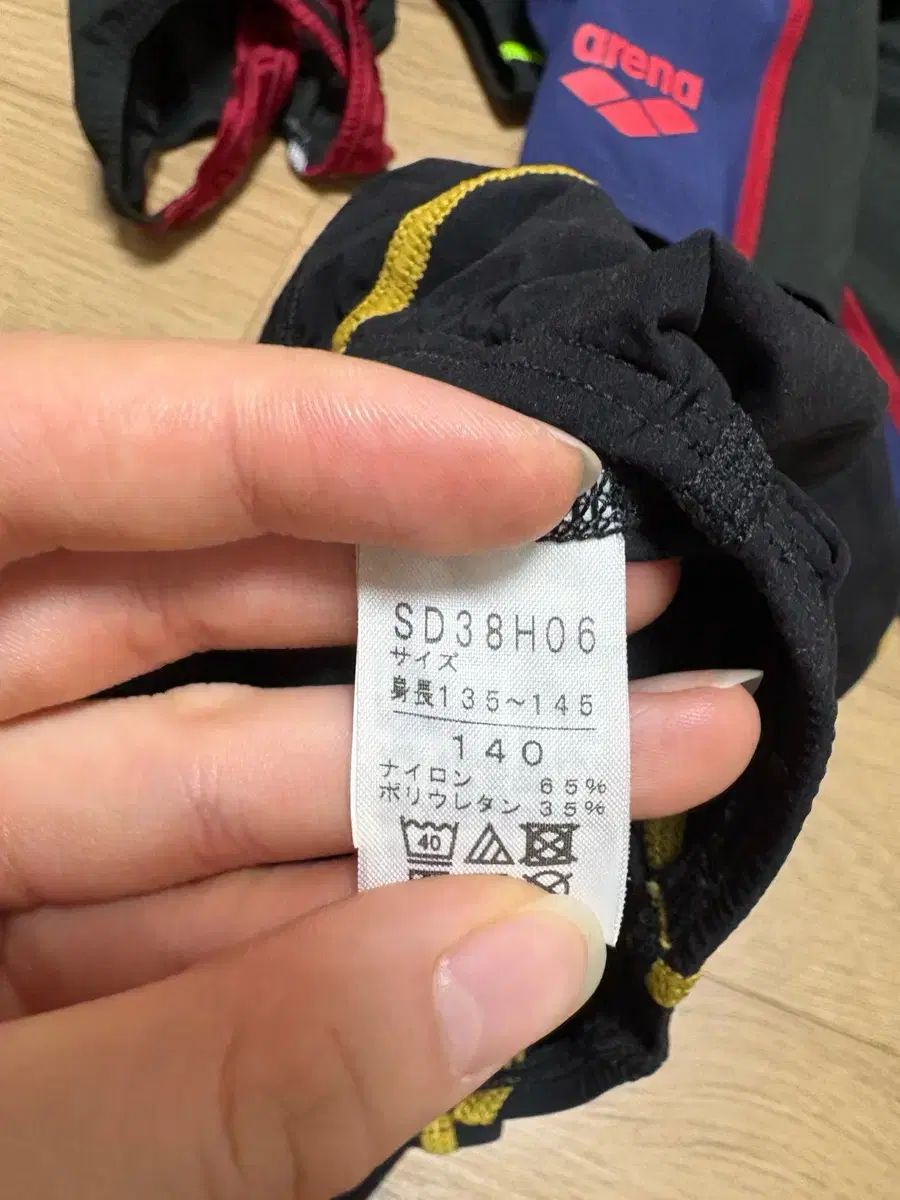 arena
SD38H06
サイズ
身長135～145
140
ナイロン 65%
ポリウレタン 35%
40